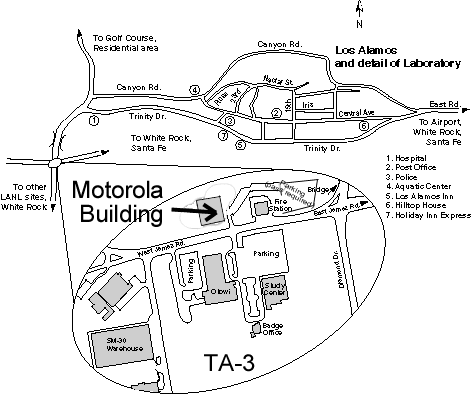 N
To Golf Course,
Residential area
Canyon Rd.
Los Alamos
and detail of Laboratory
Nectar St.
Canyon Rd.
4
19th
Iris
Central Ave
East Rd.
1
Trinity Dr.
3
2
7
5
Trinity Dr.
6
To Airport,
White Rock,
Santa Fe
To White Rock,
Santa Fe
1. Hospital
2. Post Office
3. Police
4. Aquatic Center
5. Los Alamos Inn
6. Hilltop House
7. Holiday Inn Express
To other
LANL sites,
White Rock
Motorola
Building
Parking
Bridge
Fire
Station
East Jemez Rd.
West Jemez Rd.
Parking
Parking
Otowi
Study
Center
Diamond Dr.
Badge
Office
SM-30
Warehouse
TA-3